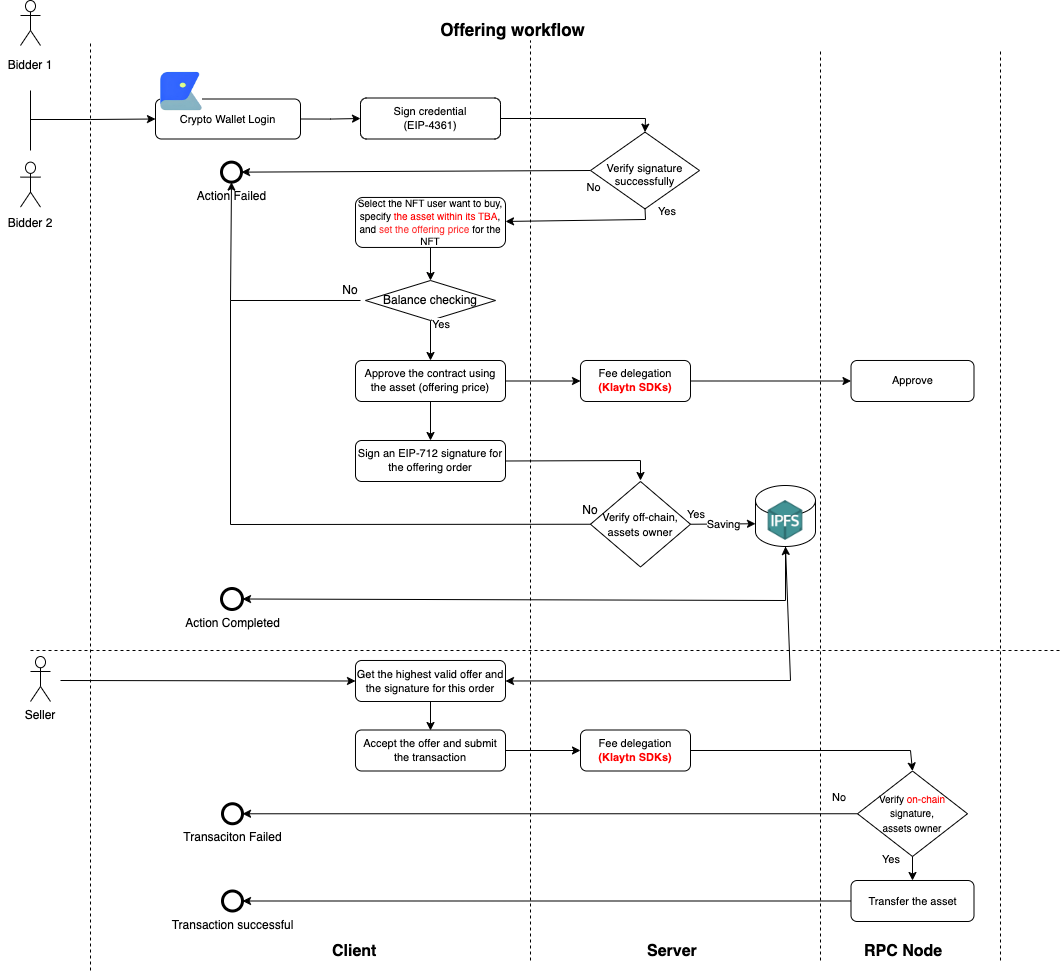 Offering workflow
Bidder 1
Crypto Wallet Login
Sign credential
(EIP-4361)
Verify signature
successfully
No
Yes
Action Failed
Bidder 2
Select the NFT user want to buy,
specify the asset within its TBA,
and set the offering price for the
NFT
No
Balance checking
Yes
Approve the contract using
the asset (offering price)
Fee delegation
(Klaytn SDKs)
Approve
Sign an EIP-712 signature for
the offering order
No
Verify off-chain,
assets owner
Yes
Saving
IPFS
Action Completed
Seller
Get the highest valid offer and
the signature for this order
Accept the offer and submit
the transaction
Fee delegation
(Klaytn SDKs)
No
Verify on-chain
signature,
assets owner
Transaciton Failed
Yes
Transfer the asset
Transaction successful
Client
Server
RPC Node